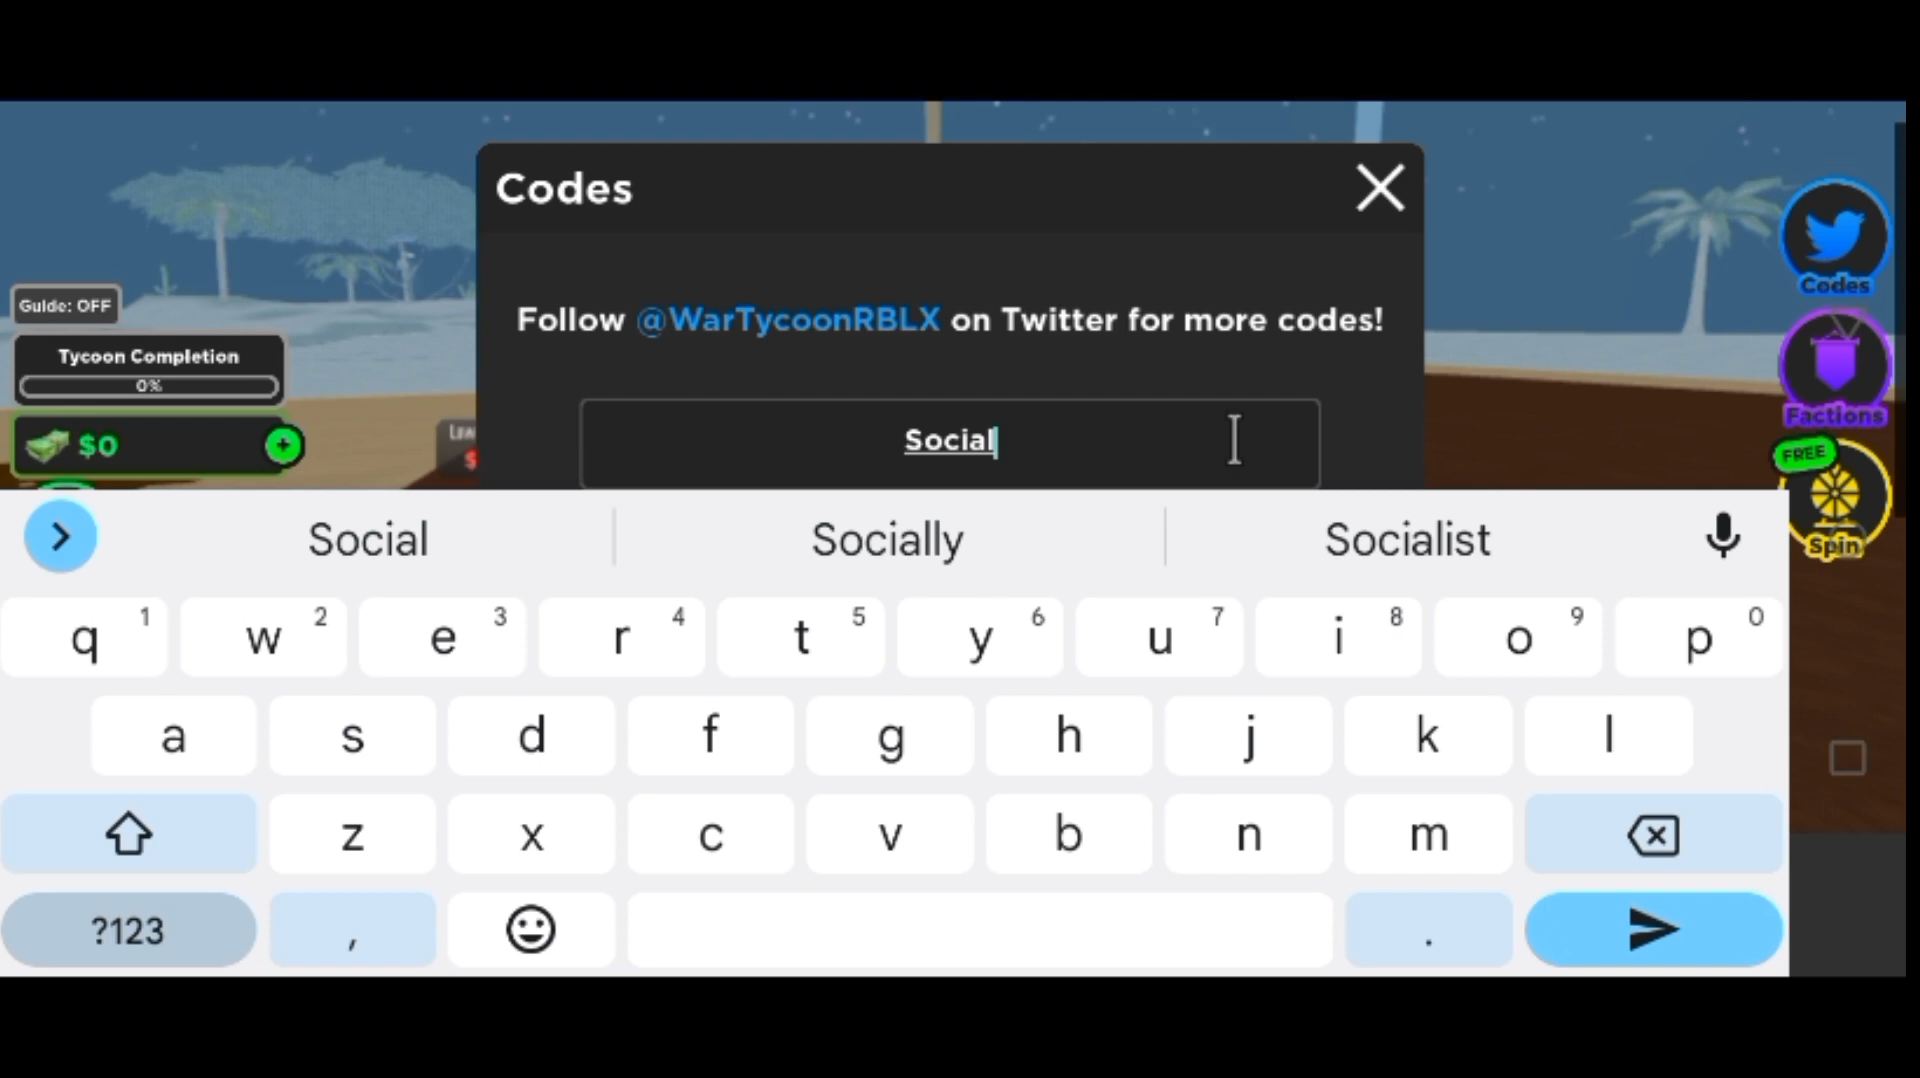 Codes
Follow @WarTycoonRBLX on Twitter for more codes!
Social
Guide: OFF
Tycoon Completion
0%
$0
+
Codes
Factions
FREE
Spin
Social Socially Socialist
q 1 w 2 e 3 r 4 t 5 y 6 u 7 i 8 o 9 p 0
a s d f g h j k l
z x c v b n m
?123 , .